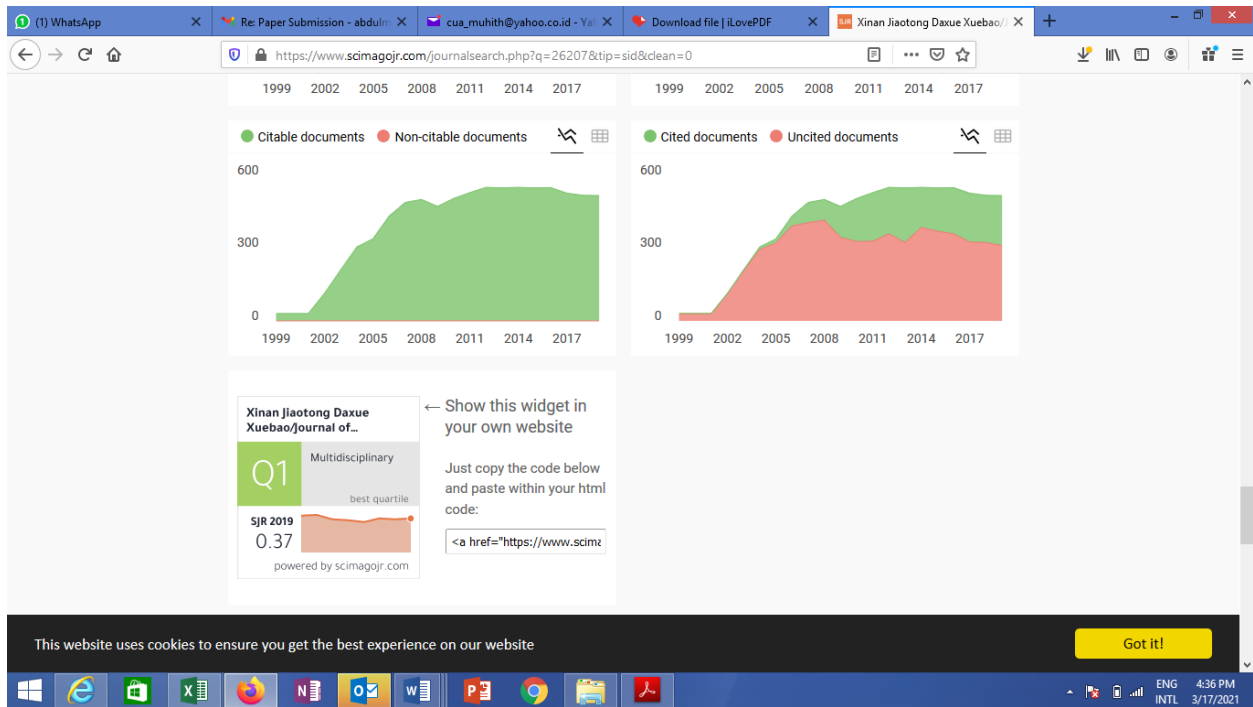 (1) WhatsApp
Re: Paper Submission - abdulm
cua_muhith@yahoo.co.id - Yah
Download file | iLovePDF
SJR Xinan Jiaotong Daxue Xuebao/J
https://www.scimagojr.com/journalsearch.php?q=26207&tip=sid&clean=0
1999 2002 2005 2008 2011 2014 2017
1999 2002 2005 2008 2011 2014 2017
Citable documents Non-citable documents
600
300
0
1999 2002 2005 2008 2011 2014 2017
Cited documents Uncited documents
600
300
0
1999 2002 2005 2008 2011 2014 2017
Xinan Jiaotong Daxue
Xuebao/Journal of...
Q1
Multidisciplinary
best quartile
SJR 2019
0.37
powered by scimagojr.com
← Show this widget in
your own website
Just copy the code below
and paste within your html
code:
<a href="https://www.scima
This website uses cookies to ensure you get the best experience on our website
Got it!
ENG
INTL
4:36 PM
3/17/2021